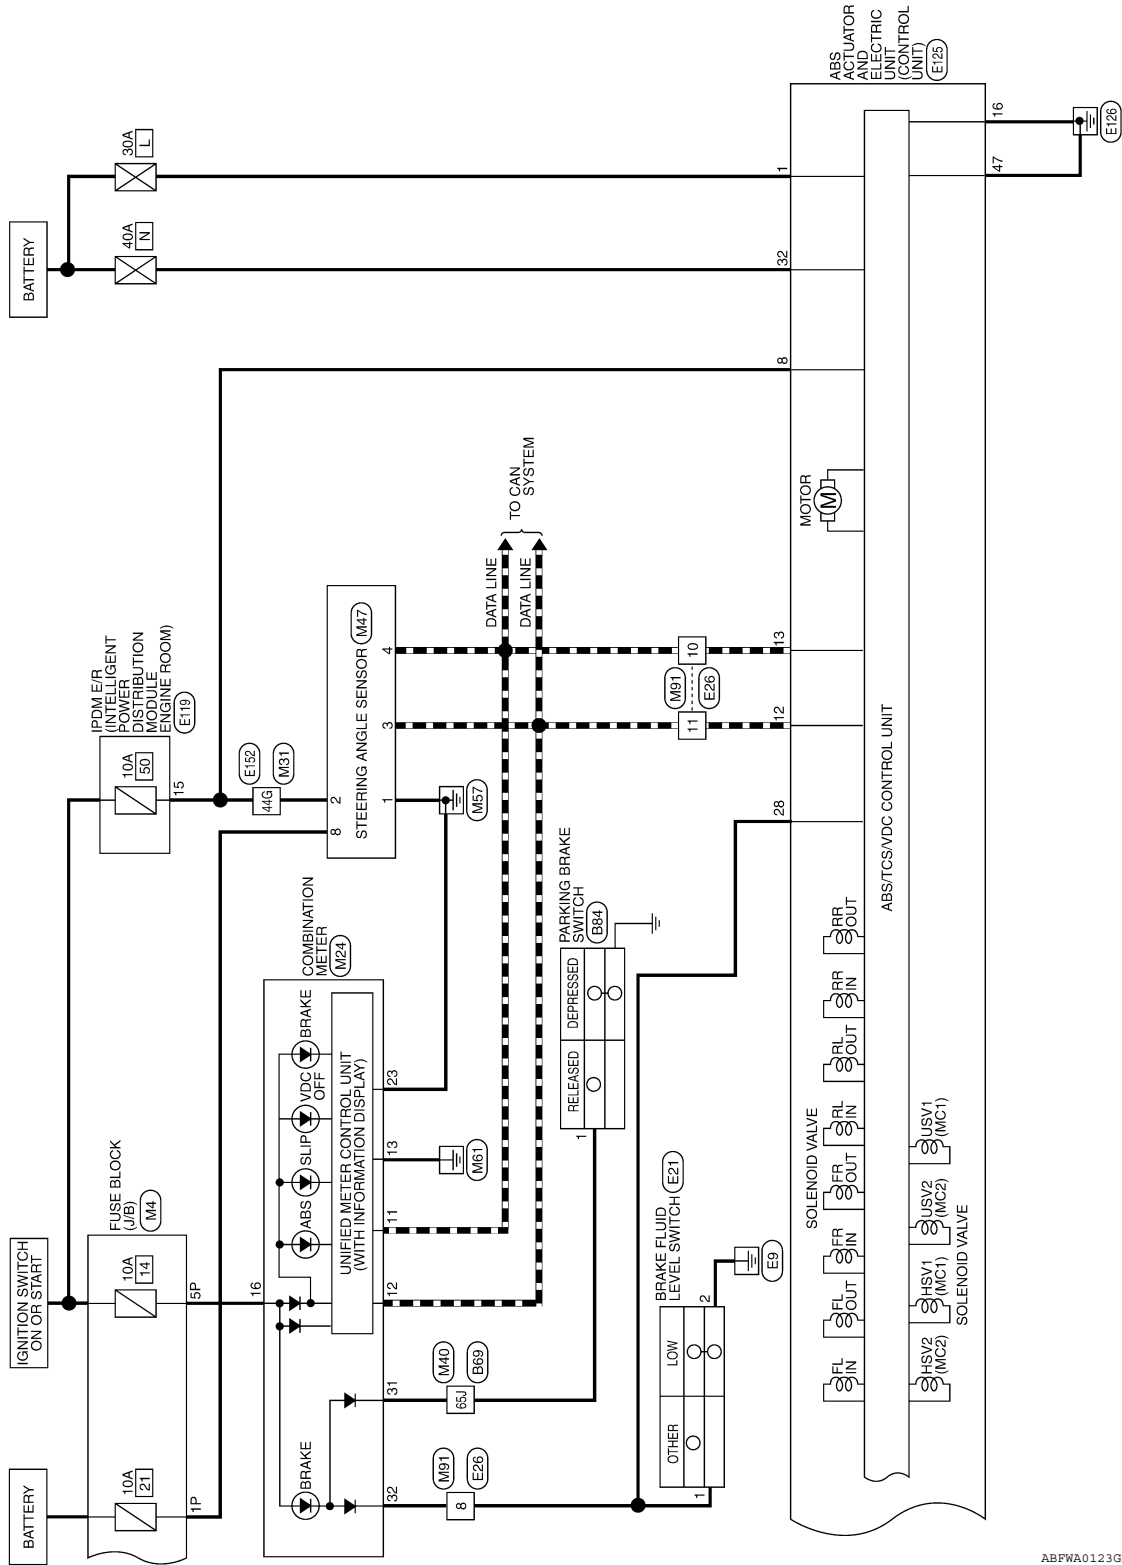 BATTERY
10A
21
1P
FUSE BLOCK
(J/B)
M4
IGNITION SWITCH
ON OR START
10A
14
5P
IPDM E/R
(INTELLIGENT
POWER
DISTRIBUTION
MODULE
ENGINE ROOM)
E119
10A
50
15
BATTERY
40A
N
30A
L
E152
M31
44G
COMBINATION
METER
M24
16
BRAKE
ABS
SLIP
VDC
OFF
BRAKE
UNIFIED METER CONTROL UNIT
(WITH INFORMATION DISPLAY)
32
31
12
11
13
23
8
2
STEERING ANGLE SENSOR
M47
1
3
4
M57
M61
M91
E26
8
M40
B69
65J
DATA LINE
DATA LINE
TO CAN
SYSTEM
PARKING BRAKE
SWITCH
B84
RELEASED
DEPRESSED
1
BRAKE FLUID
LEVEL SWITCH
E21
OTHER
LOW
1
2
E9
M91
E26
11
10
28
12
13
8
32
1
ABS
ACTUATOR
AND
ELECTRIC
UNIT
(CONTROL
UNIT)
E125
SOLENOID VALVE
FL
IN
FL
OUT
FR
IN
FR
OUT
RL
IN
RL
OUT
RR
IN
RR
OUT
MOTOR
M
ABS/TCS/VDC CONTROL UNIT
HSV2
(MC2)
HSV1
(MC1)
USV2
(MC2)
USV1
(MC1)
SOLENOID VALVE
47
16
E126
ABFWA0123G